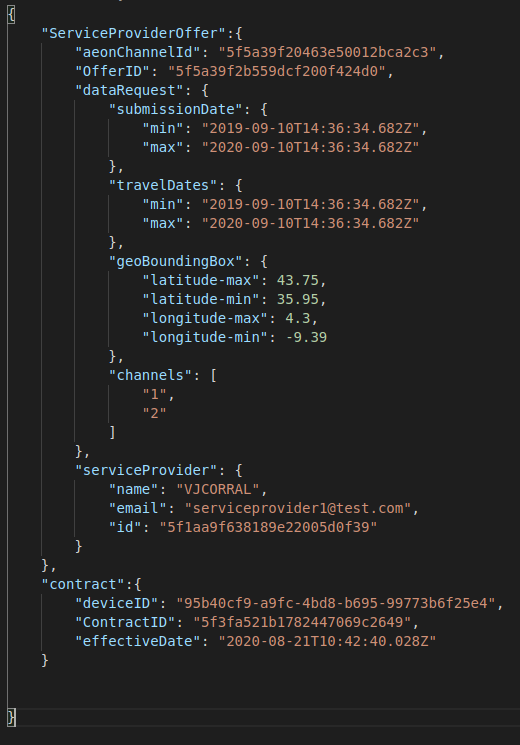 {
    "ServiceProviderOffer":{
        "aeonChannelId": "5f5a39f20463e50012bca2c3",
        "OfferID": "5f5a39f2b559dcf200f424d0",
        "dataRequest": {
            "submissionDate": {
                "min": "2019-09-10T14:36:34.682Z",
                "max": "2020-09-10T14:36:34.682Z"
            },
            "travelDates": {
                "min": "2019-09-10T14:36:34.682Z",
                "max": "2020-09-10T14:36:34.682Z"
            },
            "geoBoundingBox": {
                "latitude-max": 43.75,
                "latitude-min": 35.95,
                "longitude-max": 4.3,
                "longitude-min": -9.39
            },
            "channels": [
                "1",
                "2"
            ]
        },
        "serviceProvider": {
            "name": "VJCORRAL",
            "email": "serviceprovider1@test.com",
            "id": "5f1aa9f638189e22005d0f39"
        }
    },
    "contract":{
        "deviceID": "95b40cf9-a9fc-4bd8-b695-99773b6f25e4",
        "ContractID": "5f3fa521b1782447069c2649",
        "effectiveDate": "2020-08-21T10:42:40.028Z"
    }
}